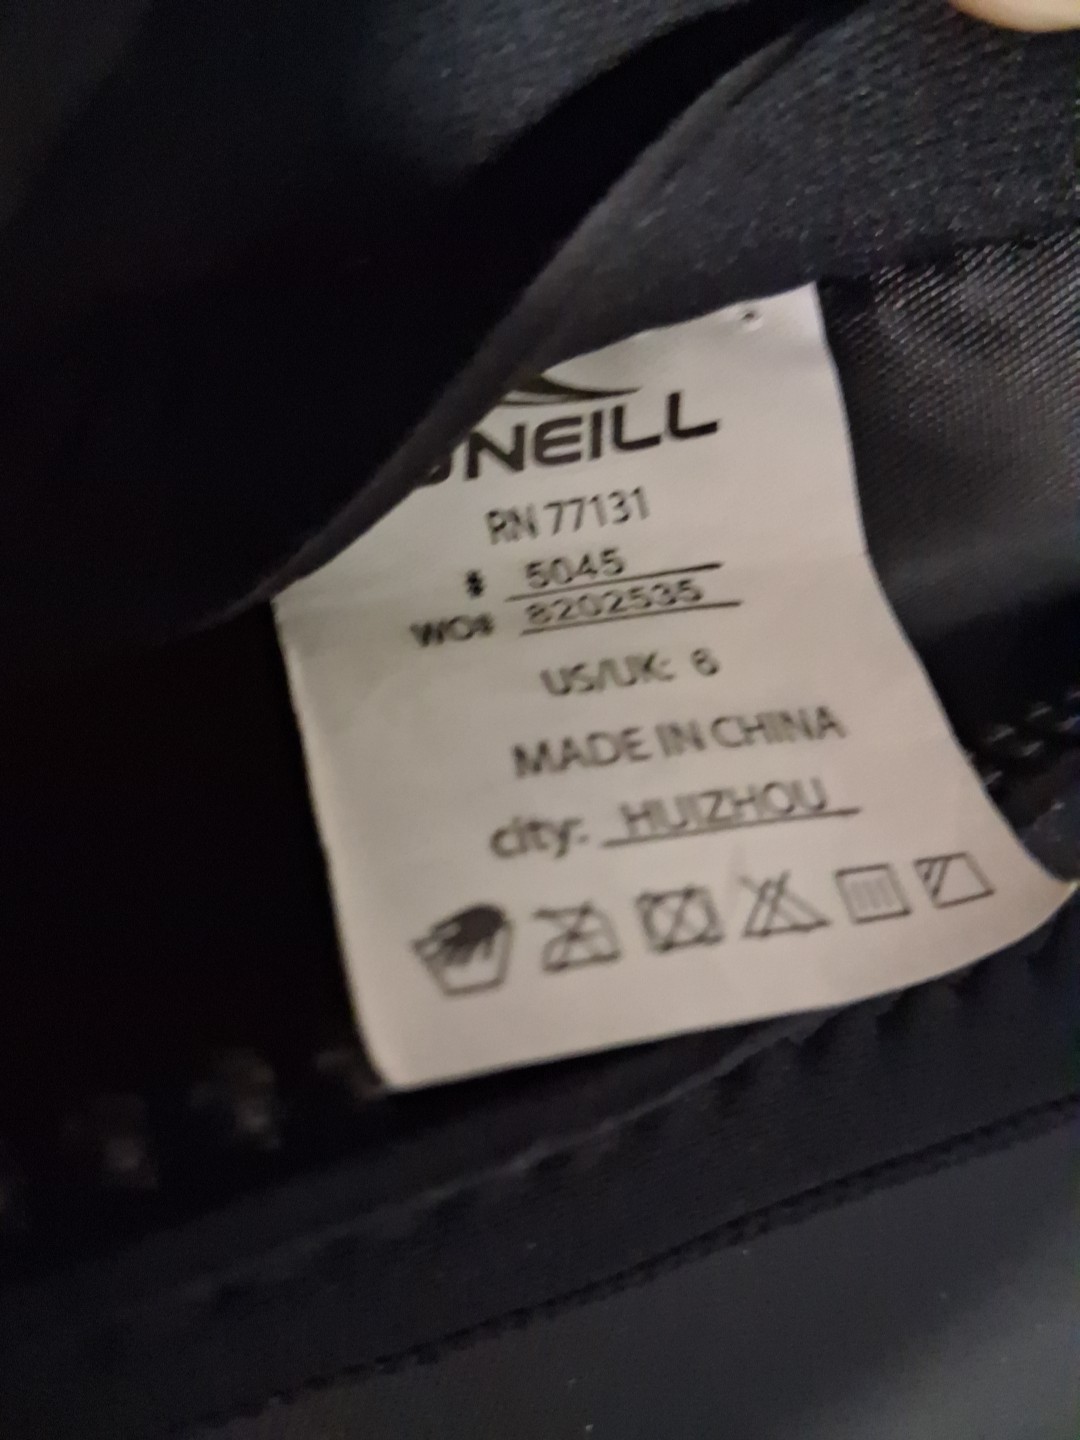 O'NEILL
RN 77131
# 5045
WO# 8202535
US/UK: 6
MADE IN CHINA
city: HUIZHOU